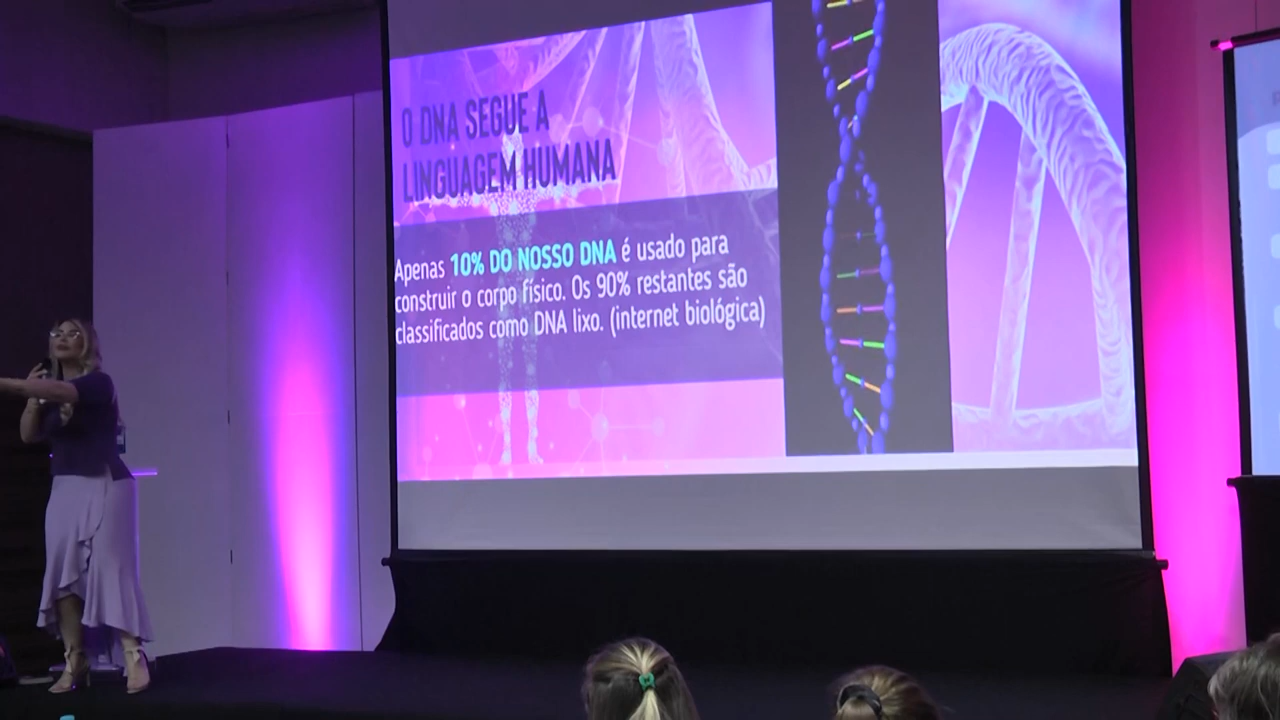 O DNA SEGUE A
LINGUAGEM HUMANA
Apenas 10% DO NOSSO DNA é usado para
construir o corpo físico. Os 90% restantes são
classificados como DNA lixo. (internet biológica)